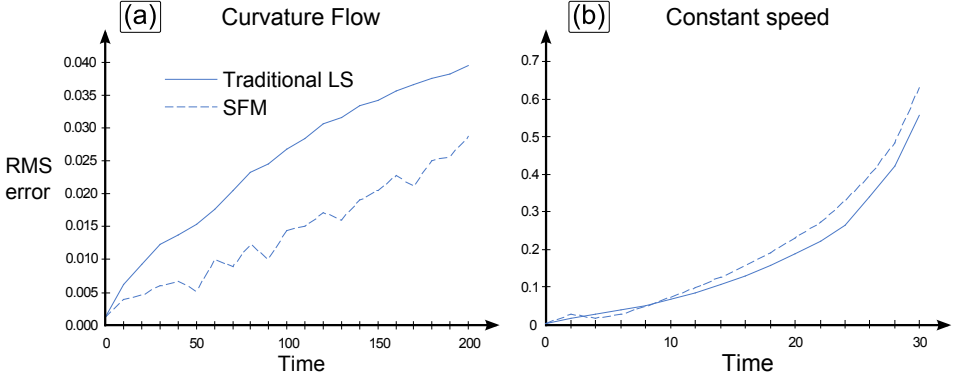 (a) Curvature Flow
0.040
0.035
0.030
0.025
0.020
0.015
0.010
0.005
0.000
RMS
error
Traditional LS
SFM
0 50 100 150 200
Time
(b) Constant speed
0.7
0.6
0.5
0.4
0.3
0.2
0.1
0
0 10 20 30
Time